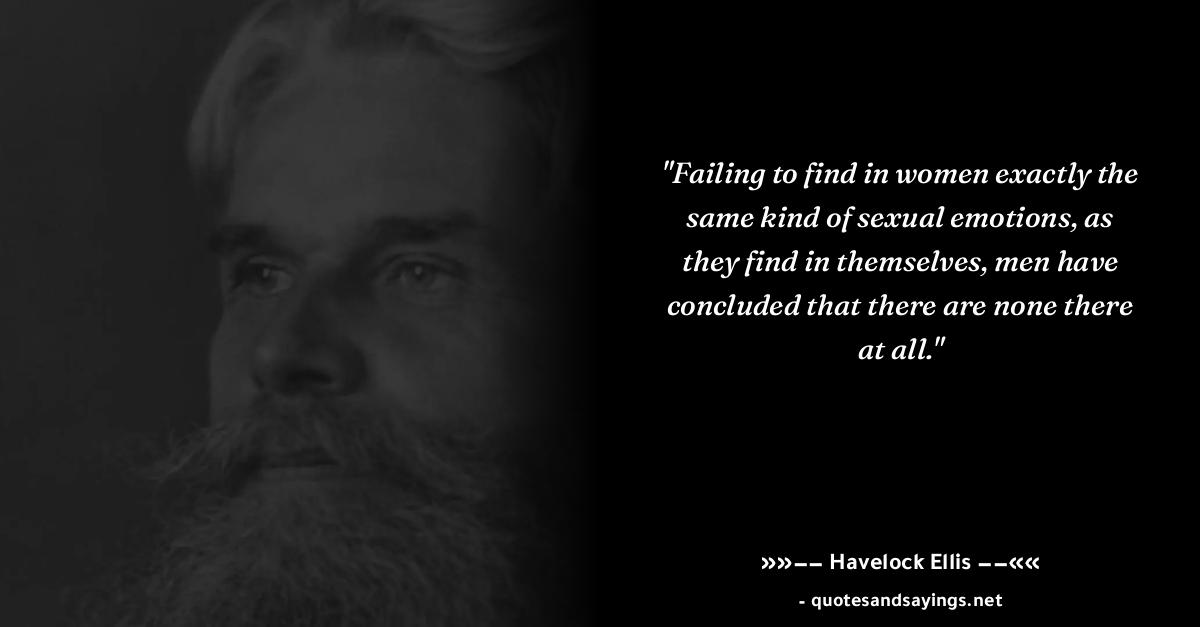 "Failing to find in women exactly the
same kind of sexual emotions, as
they find in themselves, men have
concluded that there are none there
at all."
»»–– Havelock Ellis ––««
- quotesandsayings.net